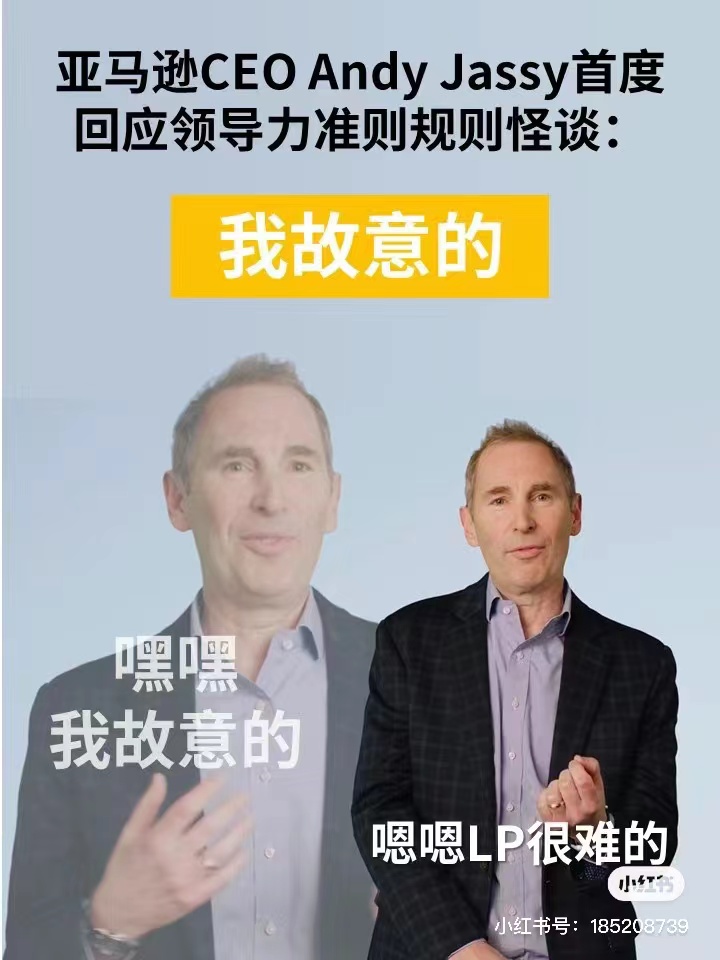 亚马逊CEO Andy Jassy首度
回应领导力准则规则怪谈：
我故意的
嘿嘿
我故意的
嗯嗯LP很难的
小红书
小红书号：185208739